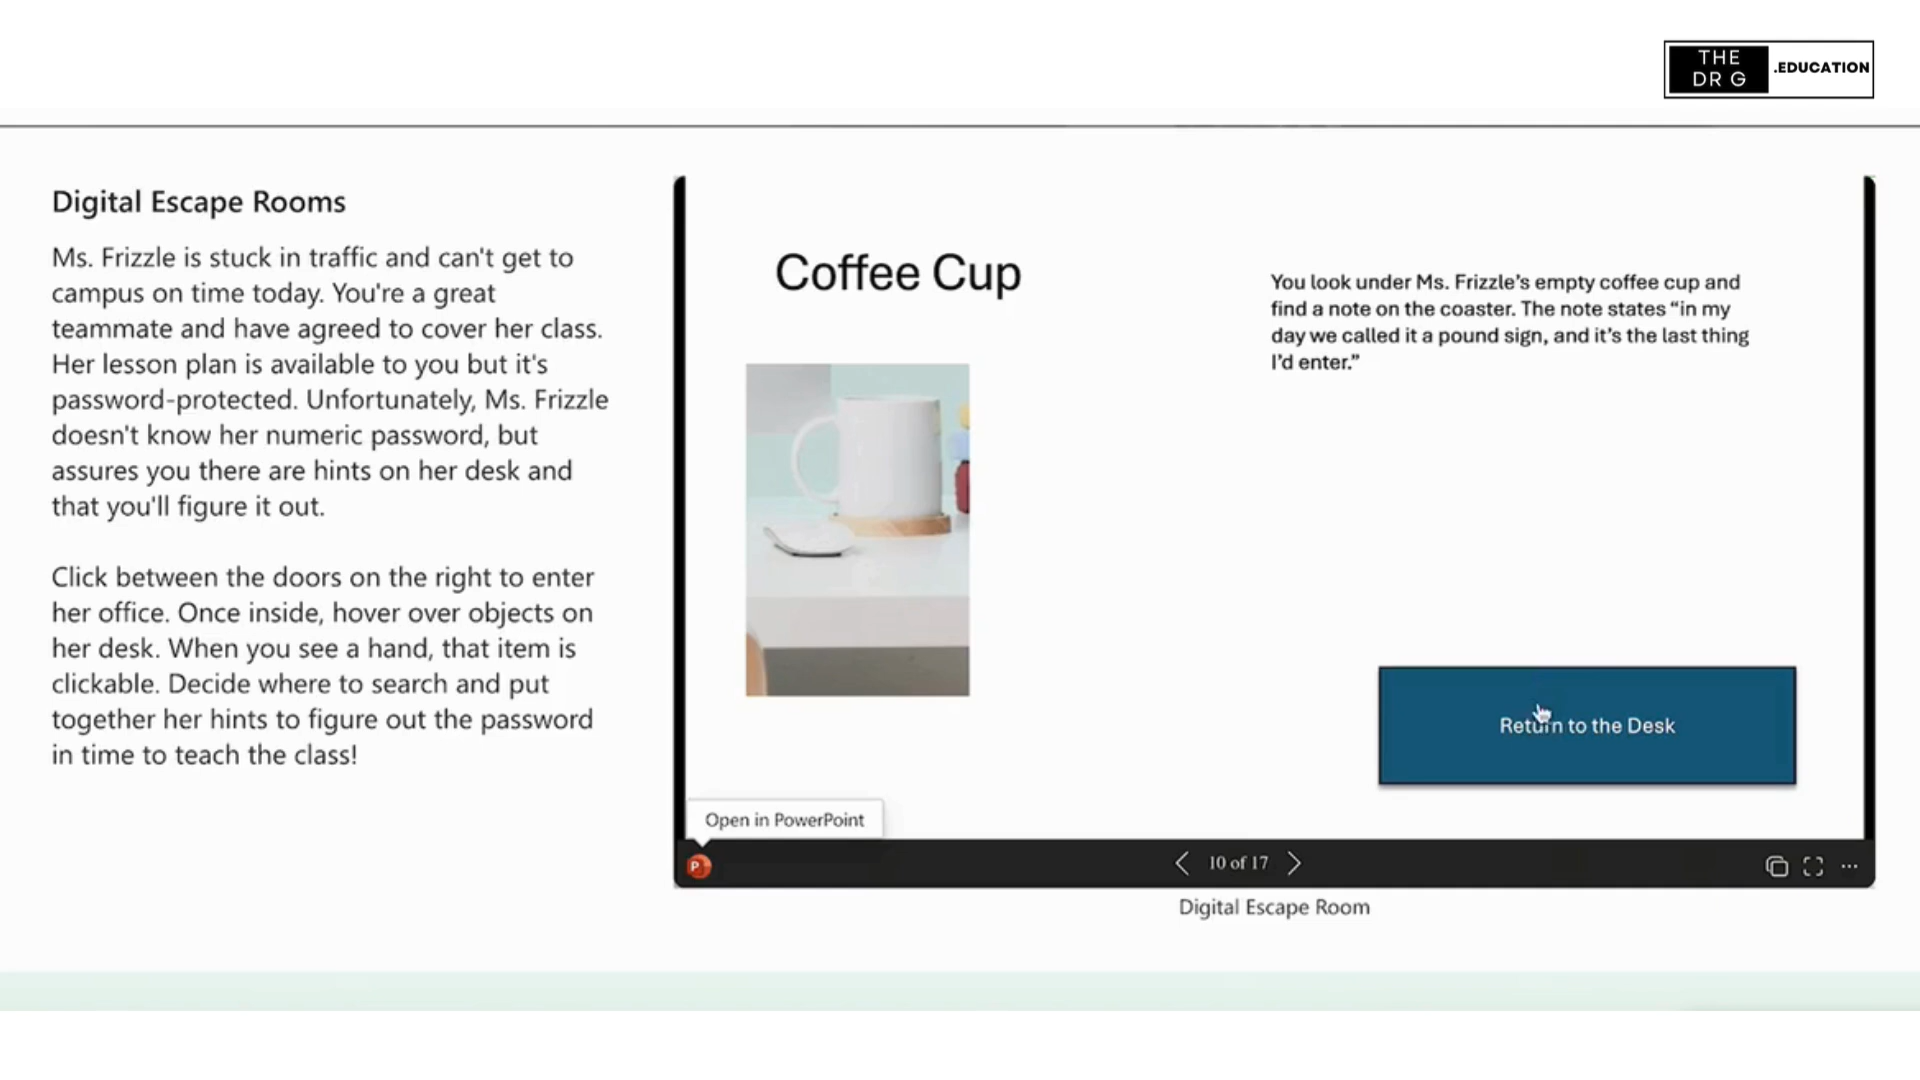 THE
DR G
.EDUCATION
Digital Escape Rooms
Ms. Frizzle is stuck in traffic and can't get to
campus on time today. You're a great
teammate and have agreed to cover her class.
Her lesson plan is available to you but it's
password-protected. Unfortunately, Ms. Frizzle
doesn't know her numeric password, but
assures you there are hints on her desk and
that you'll figure it out.
Click between the doors on the right to enter
her office. Once inside, hover over objects on
her desk. When you see a hand, that item is
clickable. Decide where to search and put
together her hints to figure out the password
in time to teach the class!
Coffee Cup
You look under Ms. Frizzle’s empty coffee cup and
find a note on the coaster. The note states “in my
day we called it a pound sign, and it’s the last thing
I’d enter.”
Return to the Desk
Open in PowerPoint
P
10 of 17
Digital Escape Room